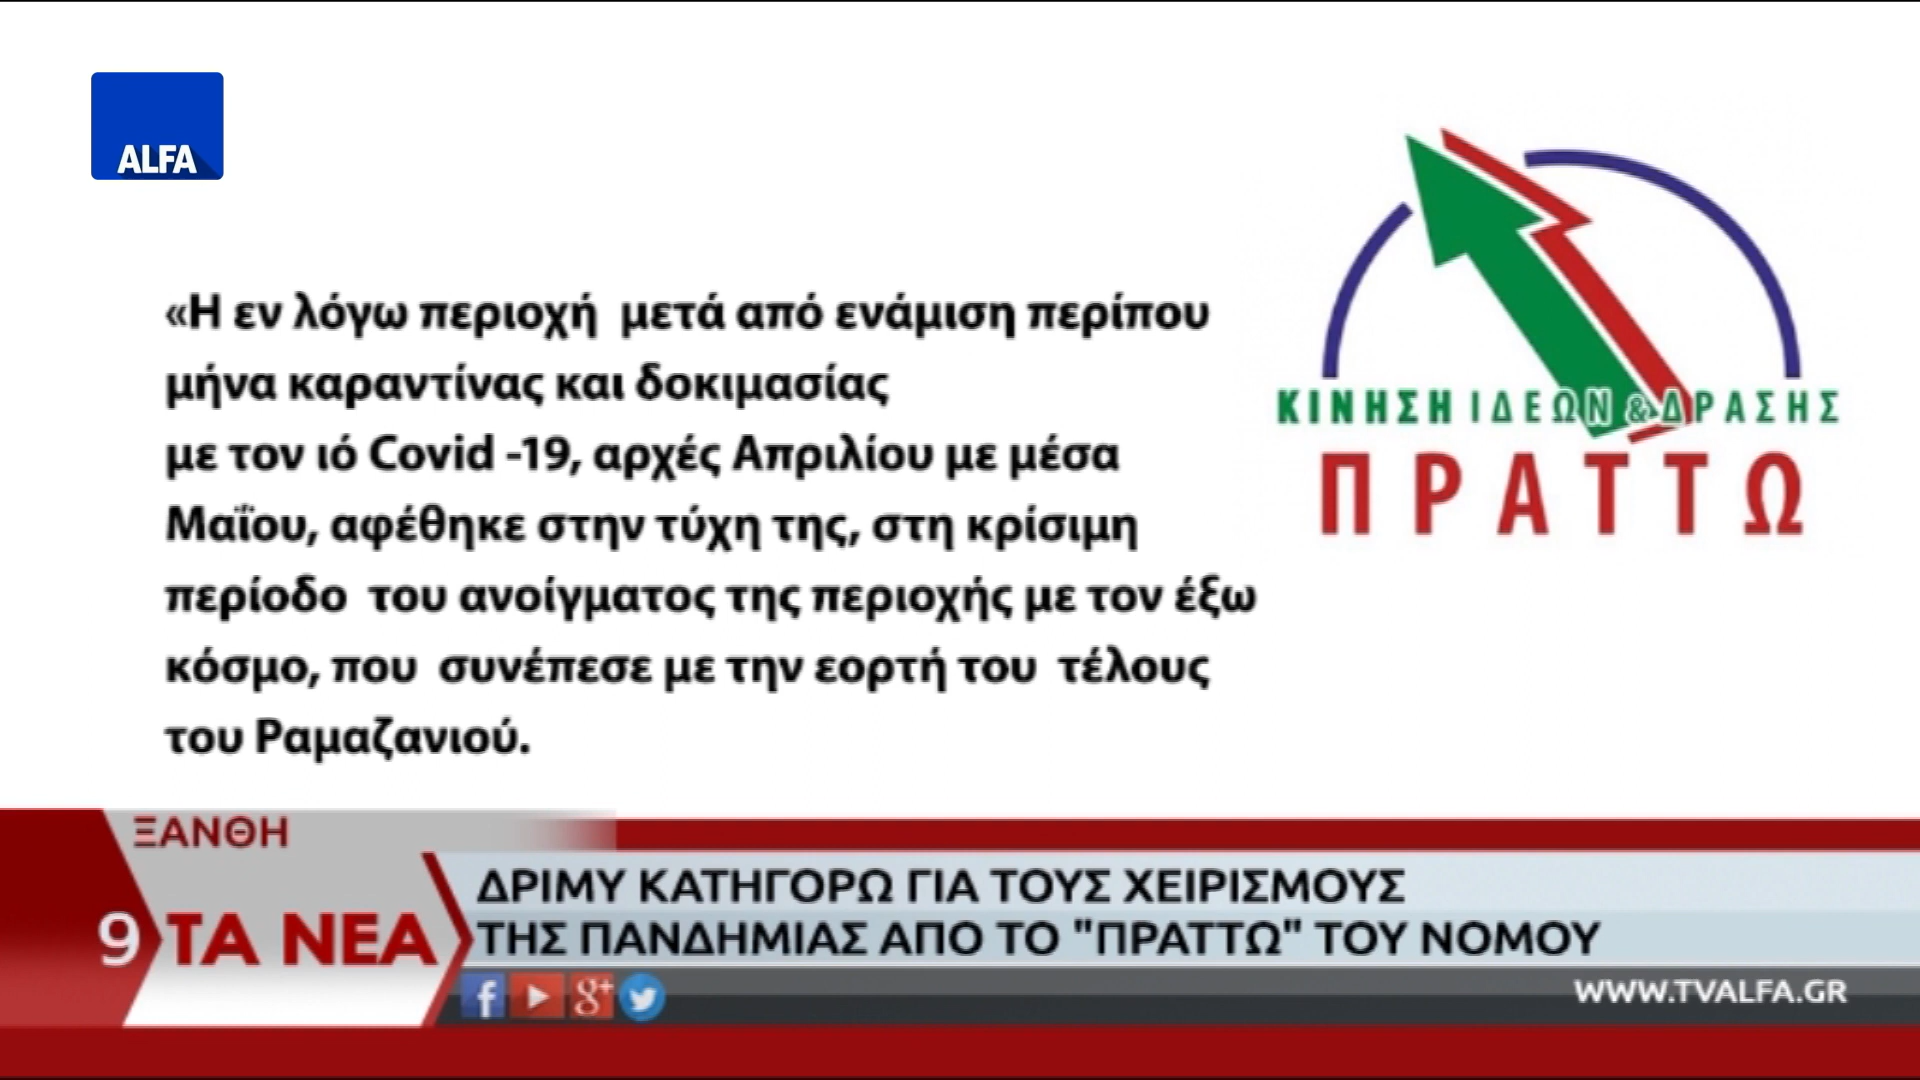 ALFA
«Η εν λόγω περιοχή μετά από ενάμιση περίπου
μήνα καραντίνας και δοκιμασίας
με τον ιό Covid -19, αρχές Απριλίου με μέσα
Μαΐου, αφέθηκε στην τύχη της, στη κρίσιμη
περίοδο του ανοίγματος της περιοχής με τον έξω
κόσμο, που συνέπεσε με την εορτή του τέλους
του Ραμαζανιού.
ΚΙΝΗΣΗ ΙΔΕΩΝ & ΔΡΑΣΗΣ
ΠΡΑΤΤΩ
ΞΑΝΘΗ
9 ΤΑ ΝΕΑ
ΔΡΙΜΥ ΚΑΤΗΓΟΡΩ ΓΙΑ ΤΟΥΣ ΧΕΙΡΙΣΜΟΥΣ
ΤΗΣ ΠΑΝΔΗΜΙΑΣ ΑΠΟ ΤΟ "ΠΡΑΤΤΩ" ΤΟΥ ΝΟΜΟΥ
f g+
WWW.TVALFA.GR